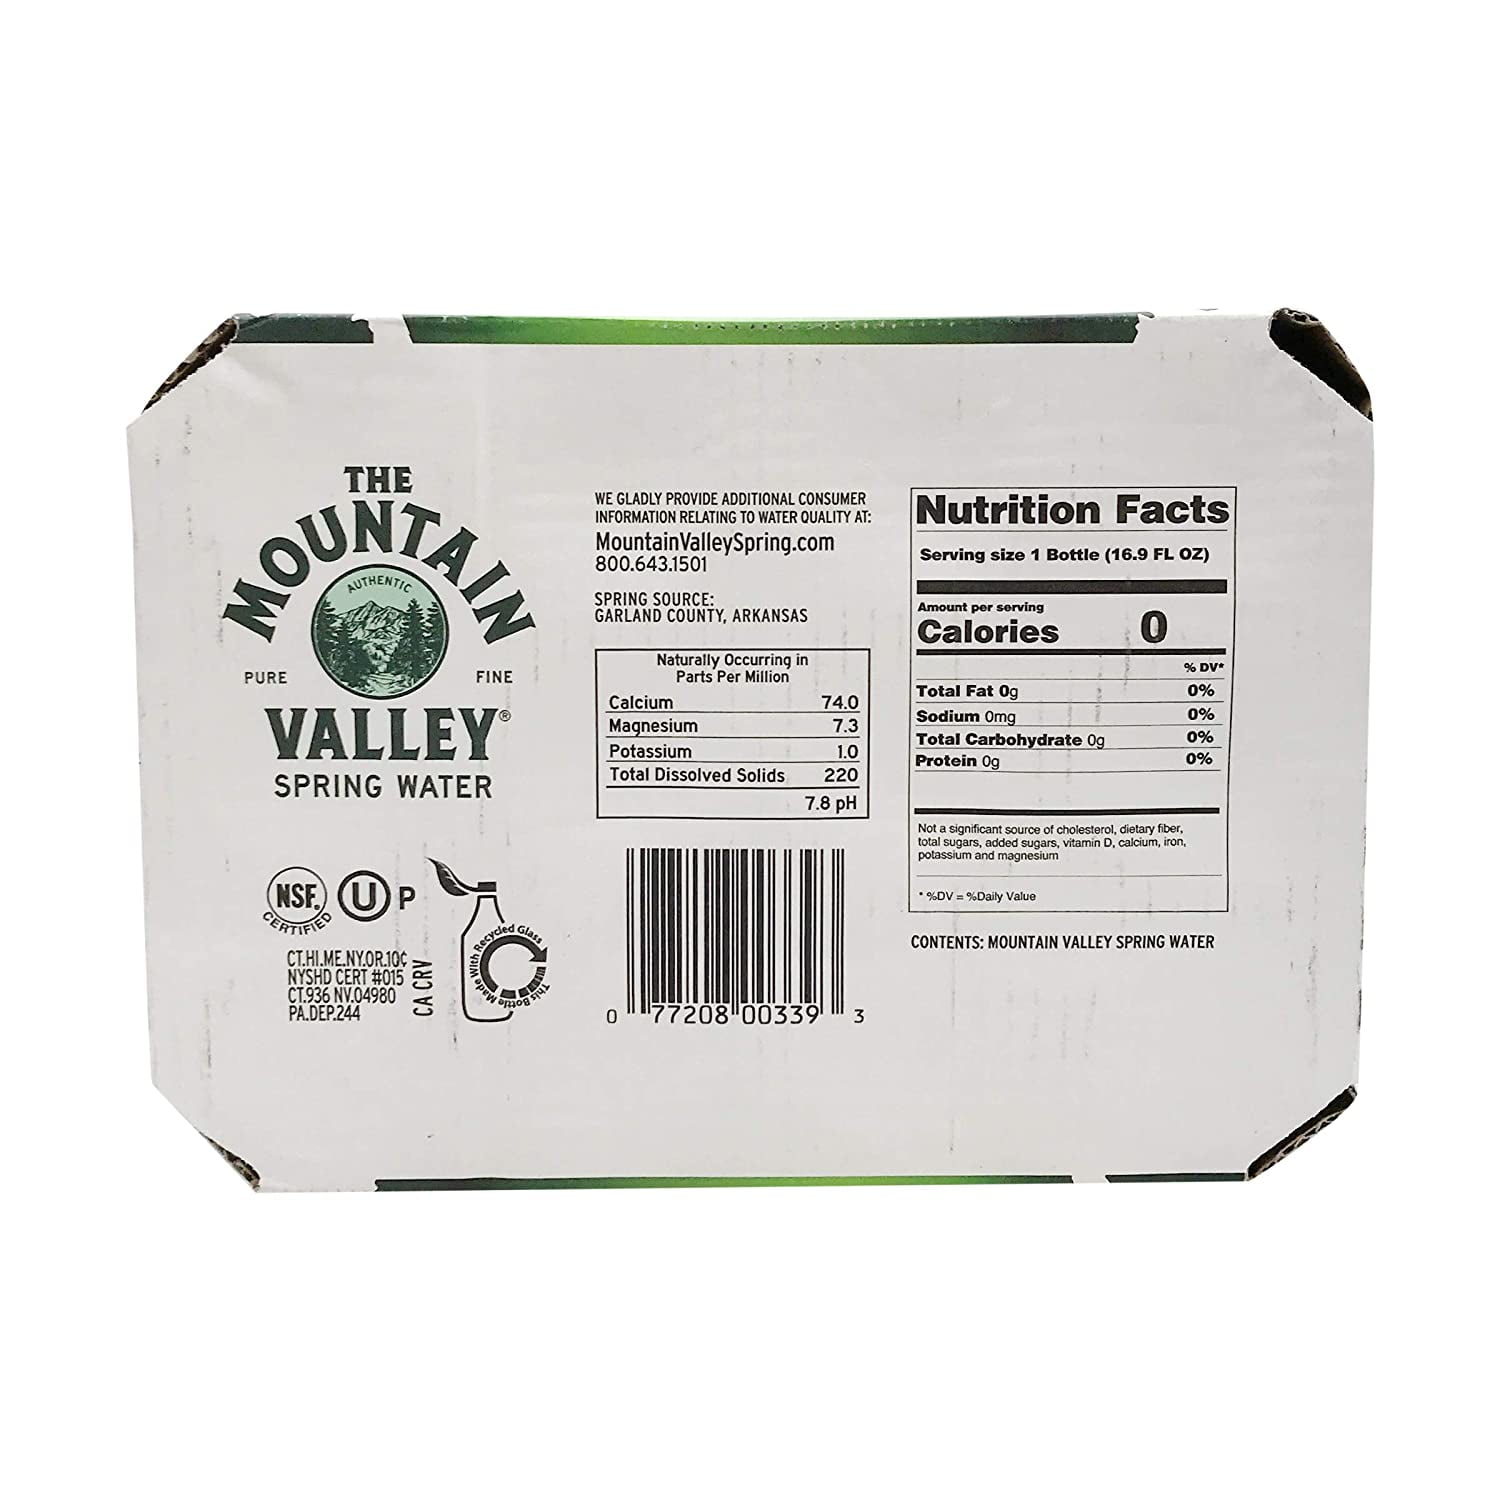 THE
MOUNTAIN
AUTHENTIC
PURE FINE
VALLEY®
SPRING WATER
NSF®
CERTIFIED
U P
CT.HI.ME.NY.OR.10¢
NYSHD CERT #015
CT.936 NV.04980
PA.DEP.244
CA CRV
This Bottle Made With Recycled Glass
WE GLADLY PROVIDE ADDITIONAL CONSUMER
INFORMATION RELATING TO WATER QUALITY AT:
MountainValleySpring.com
800.643.1501
SPRING SOURCE:
GARLAND COUNTY, ARKANSAS
Naturally Occurring in
Parts Per Million
Calcium 74.0
Magnesium 7.3
Potassium 1.0
Total Dissolved Solids 220
7.8 pH
0 77208 00339 3
Nutrition Facts
Serving size 1 Bottle (16.9 FL OZ)
Amount per serving
Calories 0
% DV*
Total Fat 0g 0%
Sodium 0mg 0%
Total Carbohydrate 0g 0%
Protein 0g 0%
Not a significant source of cholesterol, dietary fiber,
total sugars, added sugars, vitamin D, calcium, iron,
potassium and magnesium
* %DV = %Daily Value
CONTENTS: MOUNTAIN VALLEY SPRING WATER